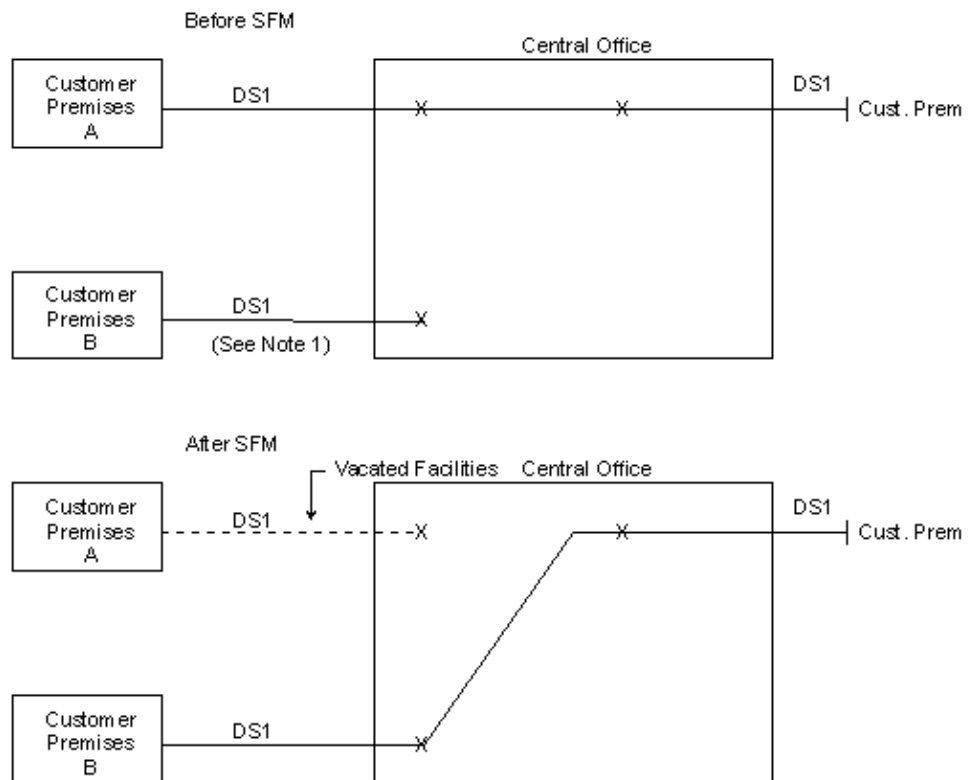 Before SFM
Central Office
Customer
Premises
A
DS1
X
X
DS1
Cust. Prem
Customer
Premises
B
DS1
(See Note 1)
X
After SFM
Vacated Facilities
Central Office
Customer
Premises
A
DS1
X
X
DS1
Cust. Prem
Customer
Premises
B
DS1
X